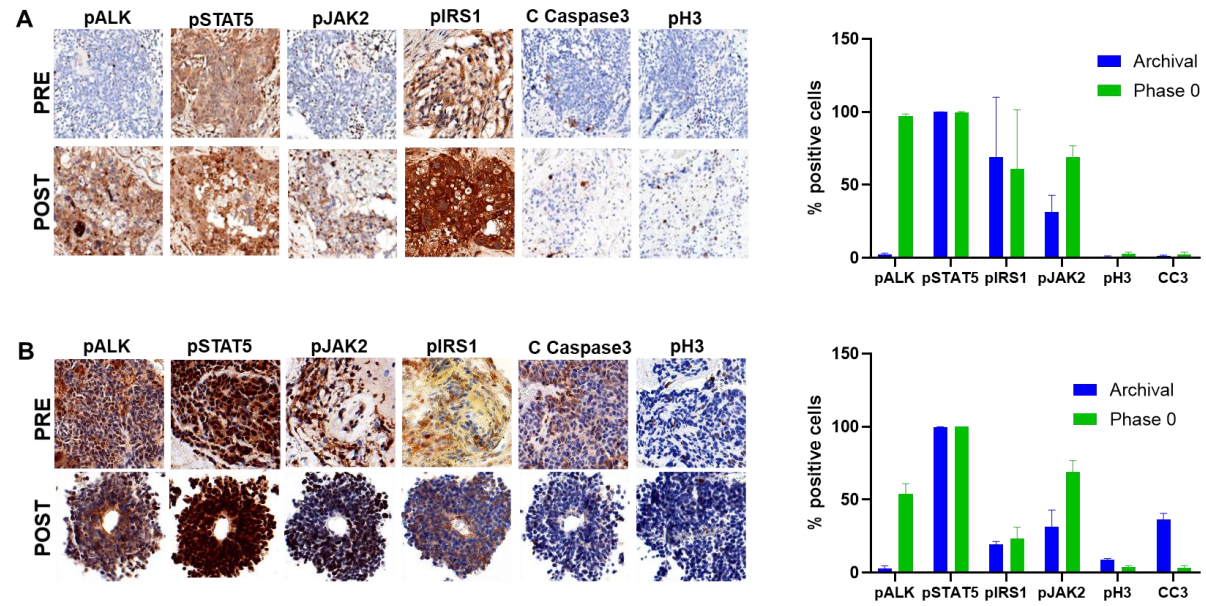 A
pALK pSTAT5 pJAK2 pIRS1 C Caspase3 pH3
PRE
POST
% positive cells
150
100
50
0
Archival
Phase 0
pALK pSTAT5 pIRS1 pJAK2 pH3 CC3
B
pALK pSTAT5 pJAK2 pIRS1 C Caspase3 pH3
PRE
POST
% positive cells
150
100
50
0
Archival
Phase 0
pALK pSTAT5 pIRS1 pJAK2 pH3 CC3